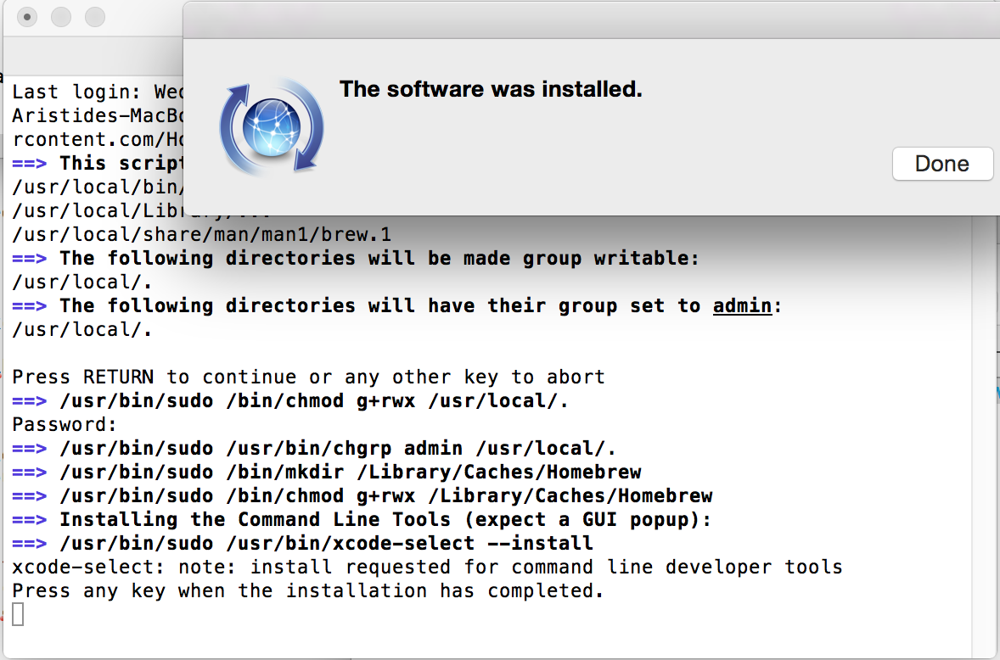 The software was installed.
Done
Last login: Wed
Aristides-MacBo
rcontent.com/Ho
==> This script
/usr/local/bin/
/usr/local/Library/...
/usr/local/share/man/man1/brew.1
==> The following directories will be made group writable:
/usr/local/.
==> The following directories will have their group set to admin:
/usr/local/.
Press RETURN to continue or any other key to abort
==> /usr/bin/sudo /bin/chmod g+rwx /usr/local/.
Password:
==> /usr/bin/sudo /usr/bin/chgrp admin /usr/local/.
==> /usr/bin/sudo /bin/mkdir /Library/Caches/Homebrew
==> /usr/bin/sudo /bin/chmod g+rwx /Library/Caches/Homebrew
==> Installing the Command Line Tools (expect a GUI popup):
==> /usr/bin/sudo /usr/bin/xcode-select --install
xcode-select: note: install requested for command line developer tools
Press any key when the installation has completed.